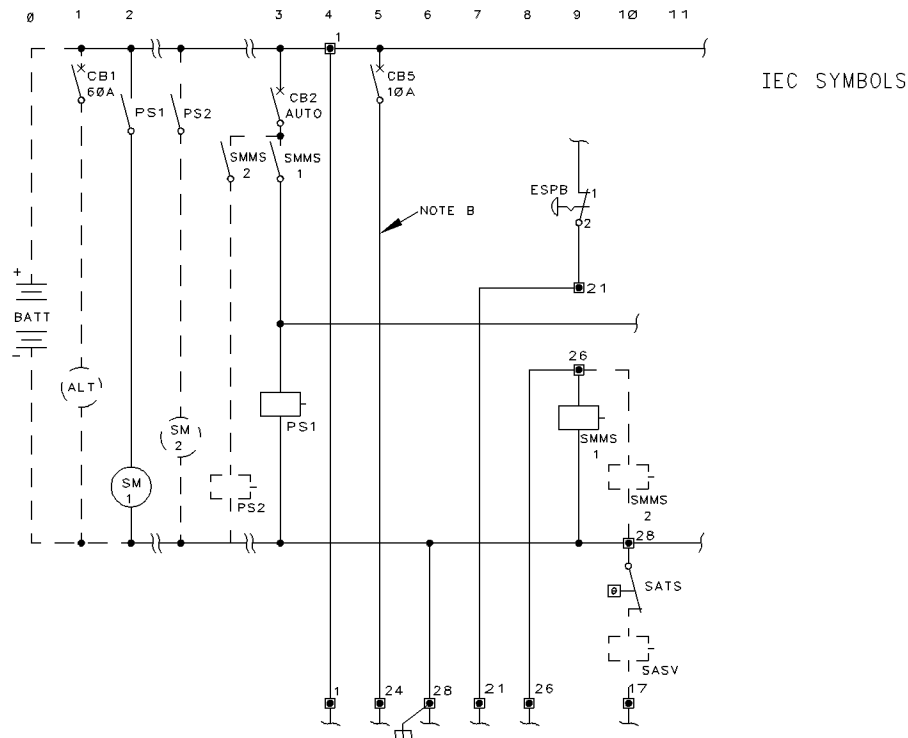 Ø 1 2 3 4 5 6 7 8 9 1Ø 11
1
IEC SYMBOLS
CB1
6ØA
PS1
PS2
CB2
AUTO
CB5
1ØA
SMMS
2
SMMS
1
ESPB
1
2
NOTE B
+
BATT
-
21
26
ALT
SM
2
PS1
SMMS
1
SM
1
PS2
SMMS
2
28
SATS
θ
SASV
1 24 28 21 26 17